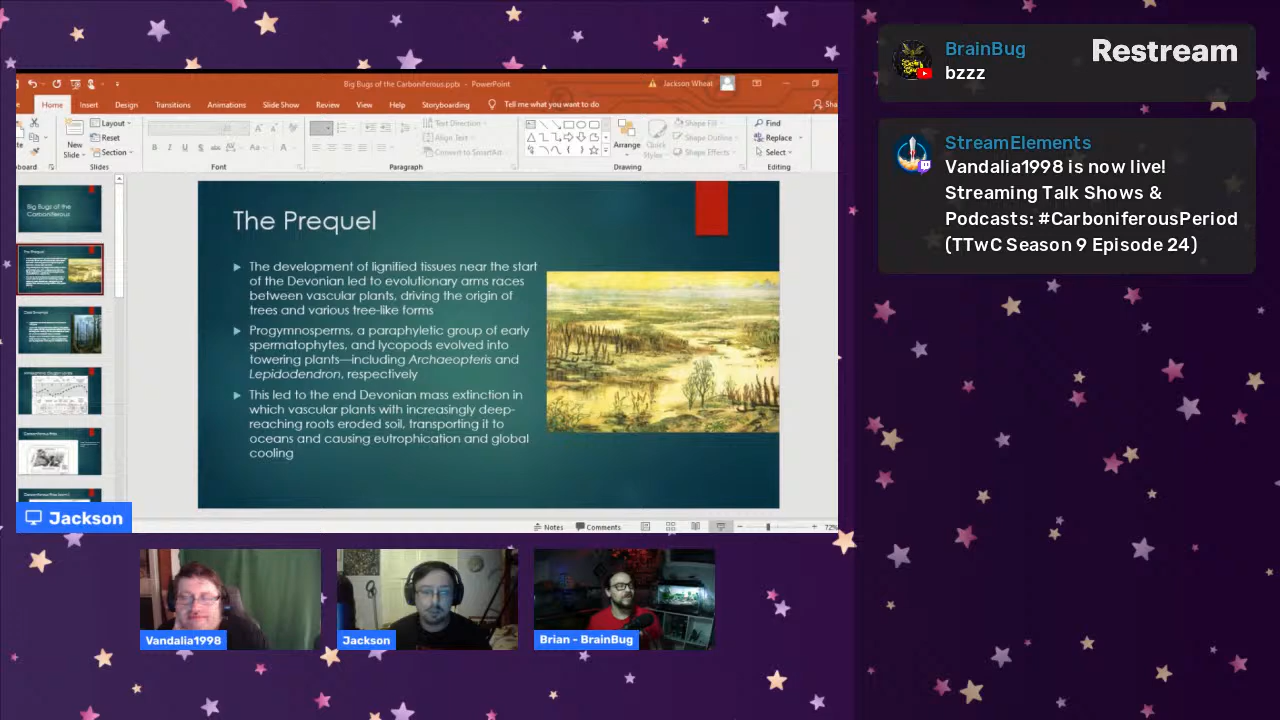 Big Bugs of the Carboniferous.pptx - PowerPoint
Jackson Wheat
Home Insert Design Transitions Animations Slide Show Review View Help Storyboarding Tell me what you want to do
New
Slide
Layout
Reset
Section
Slides
Font
Text Direction
Align Text
Convert to SmartArt
Paragraph
Arrange
Quick
Styles
Shape Fill
Shape Outline
Shape Effects
Drawing
Find
Replace
Select
Editing
Big Bugs of the
Carboniferous
The Prequel
The Prequel
The development of lignified tissues near the start
of the Devonian led to evolutionary arms races
between vascular plants, driving the origin of
trees and various tree-like forms
Progymnosperms, a paraphyletic group of early
spermatophytes, and lycopods evolved into
towering plants—including Archaeopteris and
Lepidodendron, respectively
This led to the end Devonian mass extinction in
which vascular plants with increasingly deep-
reaching roots eroded soil, transporting it to
oceans and causing eutrophication and global
cooling
Notes Comments 72%
Jackson
Vandalia1998
Jackson
Brian - BrainBug
Restream
BrainBug
bzzz
StreamElements
Vandalia1998 is now live!
Streaming Talk Shows &
Podcasts: #CarboniferousPeriod
(TTwC Season 9 Episode 24)